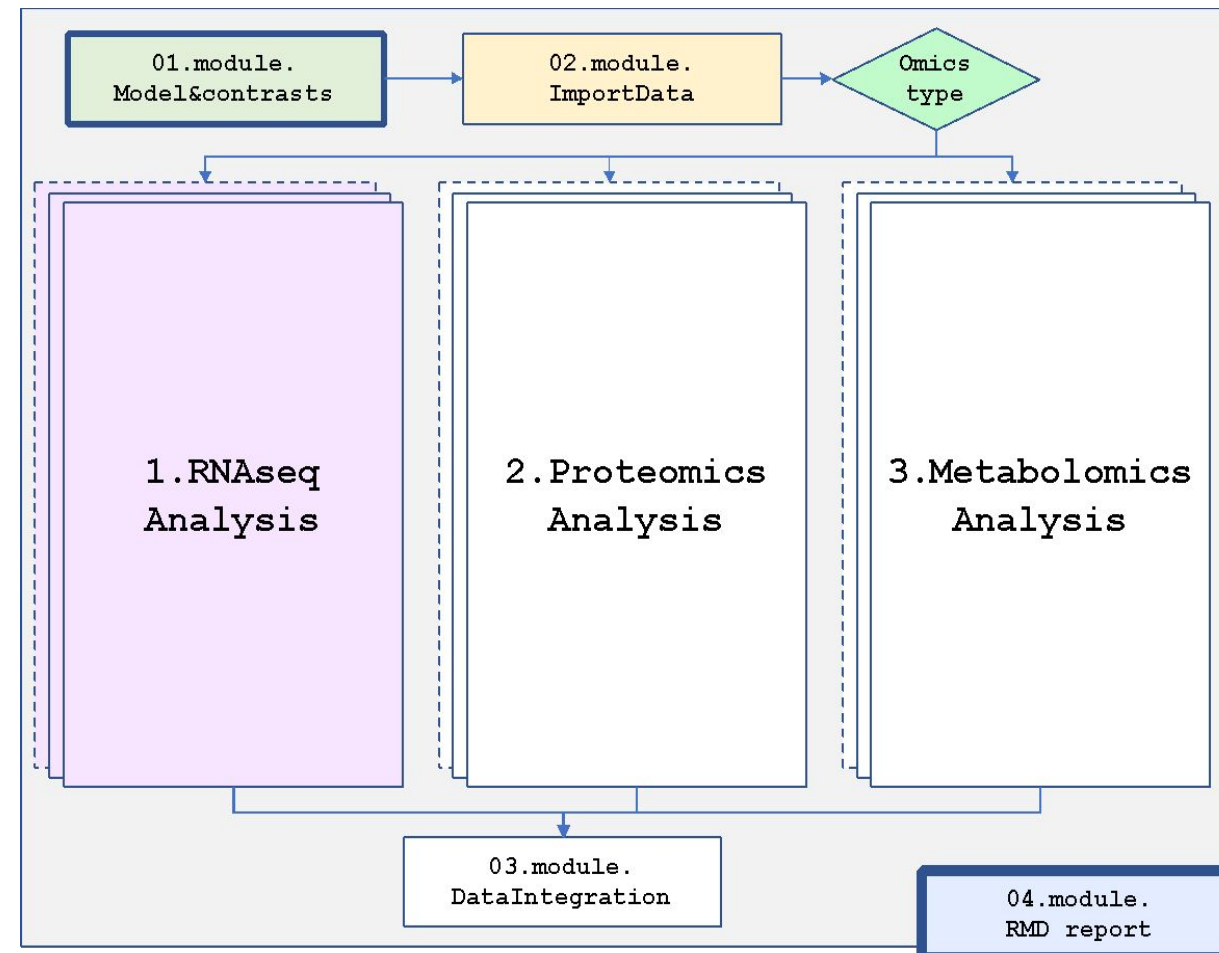 01.module.
Model&contrasts
02.module.
ImportData
Omics
type
1.RNAseq
Analysis
2.Proteomics
Analysis
3.Metabolomics
Analysis
03.module.
DataIntegration
04.module.
RMD report